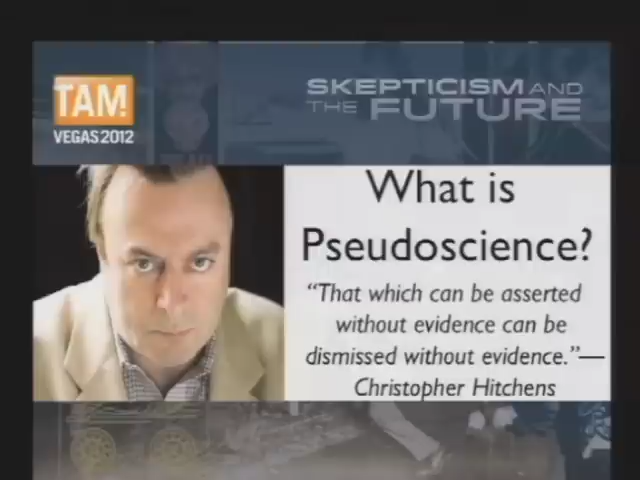 TAM!
VEGAS 2012
SKEPTICISM AND
THE FUTURE
What is
Pseudoscience?
“That which can be asserted
without evidence can be
dismissed without evidence.”—
Christopher Hitchens